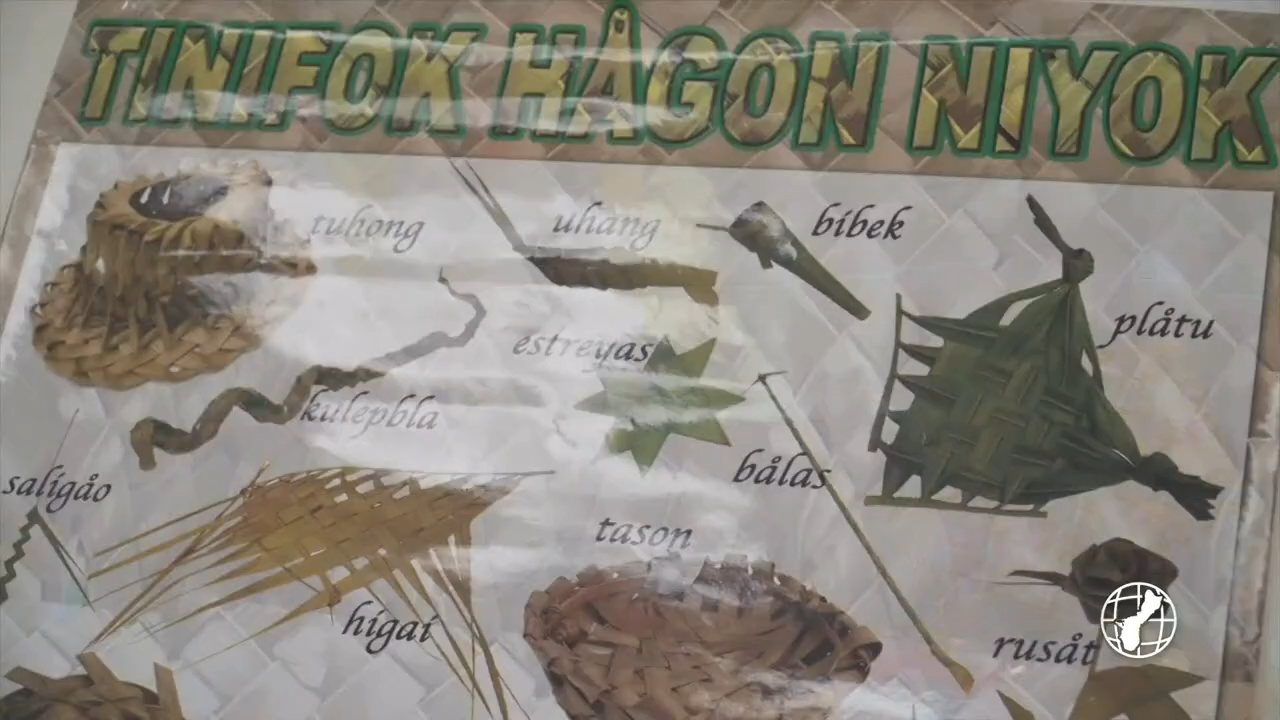 TINIFOK HÅGON NIYOK
tuhong
uhang
bibek
plåtu
estreyas
kulepbla
bålas
saligåo
tason
higai
rusåt